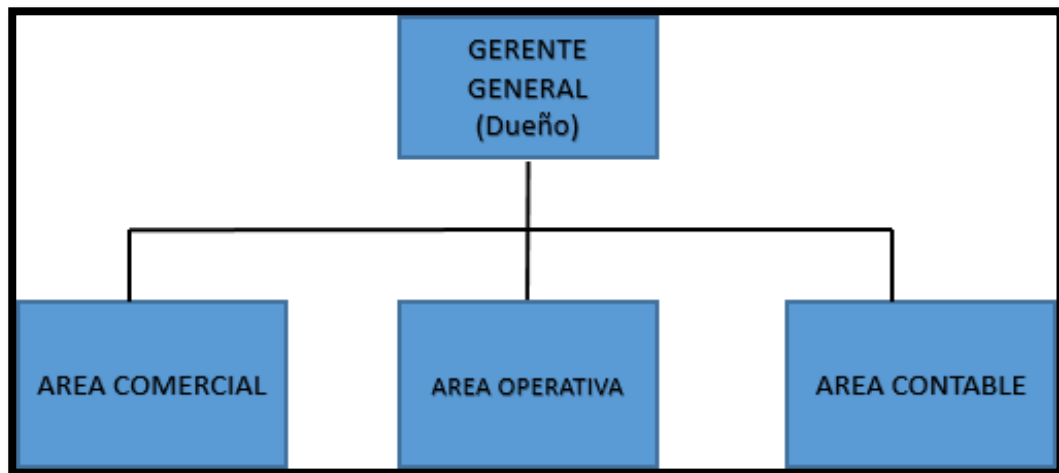 GERENTE
GENERAL
(Dueño)
AREA COMERCIAL
AREA OPERATIVA
AREA CONTABLE